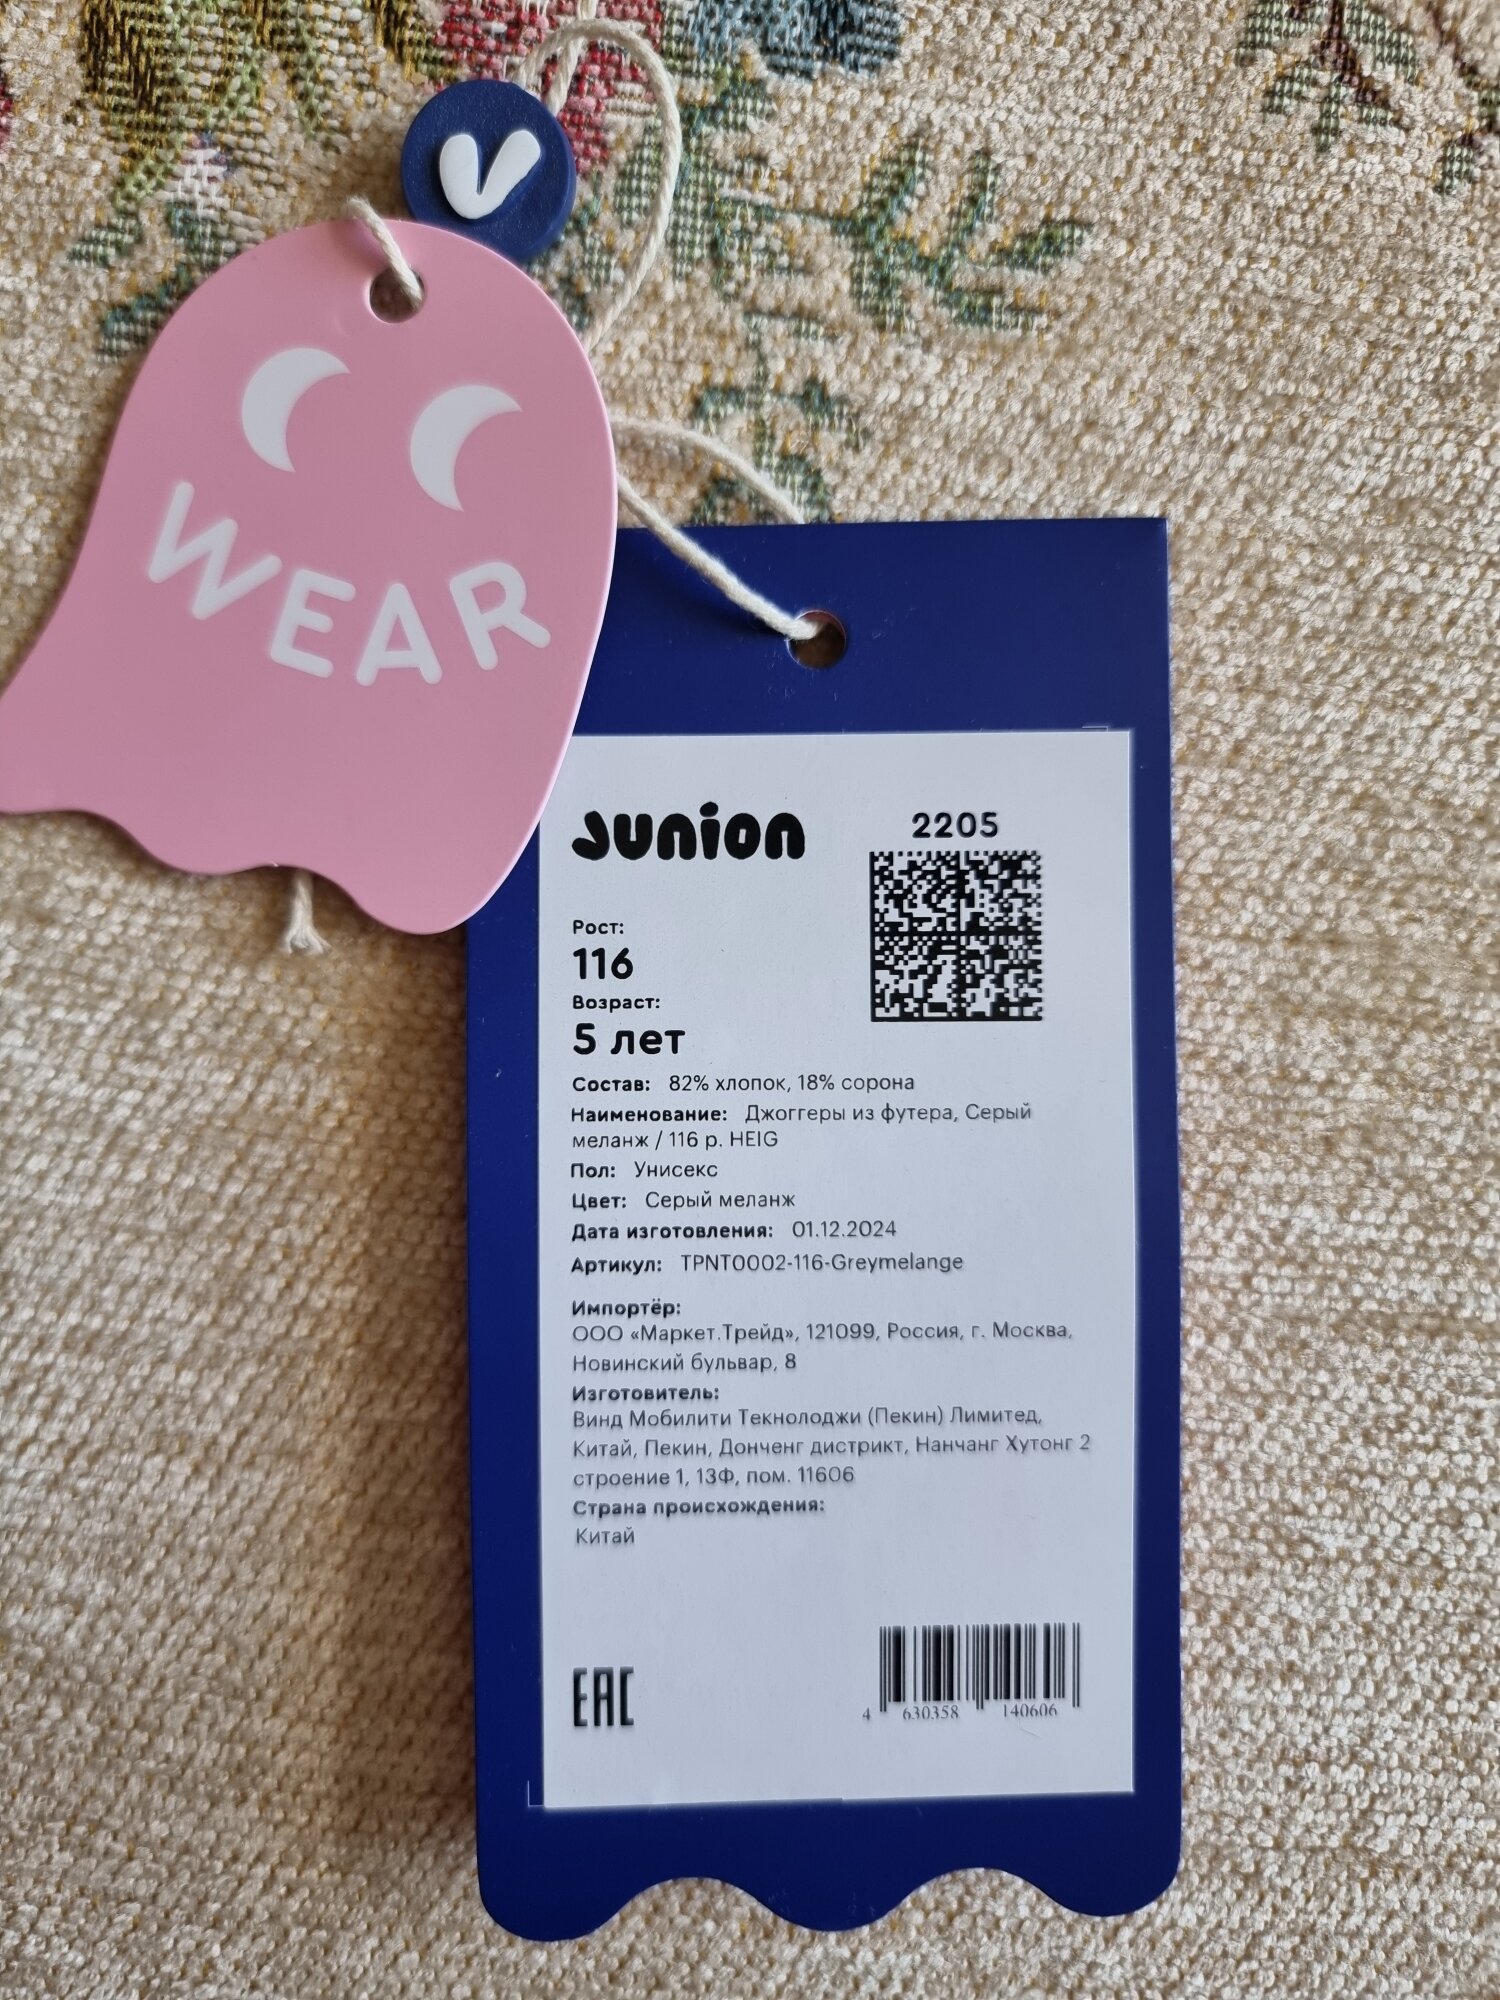 V
WEAR
Junion
2205
Рост:
116
Возраст:
5 лет
Состав: 82% хлопок, 18% сорона
Наименование: Джоггеры из футера, Серый
меланж / 116 р. HEIG
Пол: Унисекс
Цвет: Серый меланж
Дата изготовления: 01.12.2024
Артикул: TPNT0002-116-Greymelange
Импортёр:
ООО «Маркет.Трейд», 121099, Россия, г. Москва,
Новинский бульвар, 8
Изготовитель:
Винд Мобилити Текнолоджи (Пекин) Лимитед,
Китай, Пекин, Донченг дистрикт, Нанчанг Хутонг 2
строение 1, 13Ф, пом. 11606
Страна происхождения:
Китай
EAC
4 630358 140606